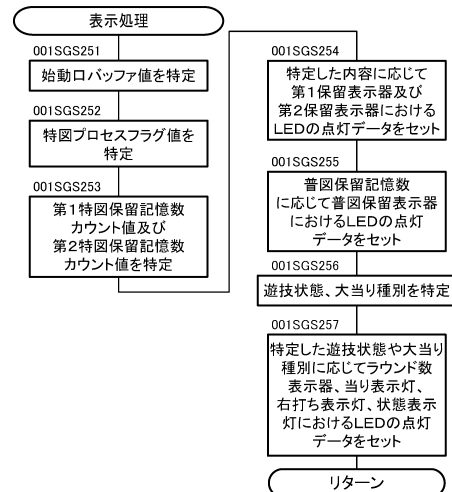 表示処理
001SGS251
始動口バッファ値を特定
001SGS252
特図プロセスフラグ値を
特定
001SGS253
第1特図保留記憶数
カウント値及び
第2特図保留記憶数
カウント値を特定
001SGS254
特定した内容に応じて
第1保留表示器及び
第2保留表示器における
LEDの点灯データをセット
001SGS255
普図保留記憶数
に応じて普図保留表示器
におけるLEDの点灯
データをセット
001SGS256
遊技状態、大当り種別を特定
001SGS257
特定した遊技状態や大当り
種別に応じてラウンド数
表示器、当り表示灯、
右打ち表示灯、状態表示
灯におけるLEDの点灯
データをセット
リターン